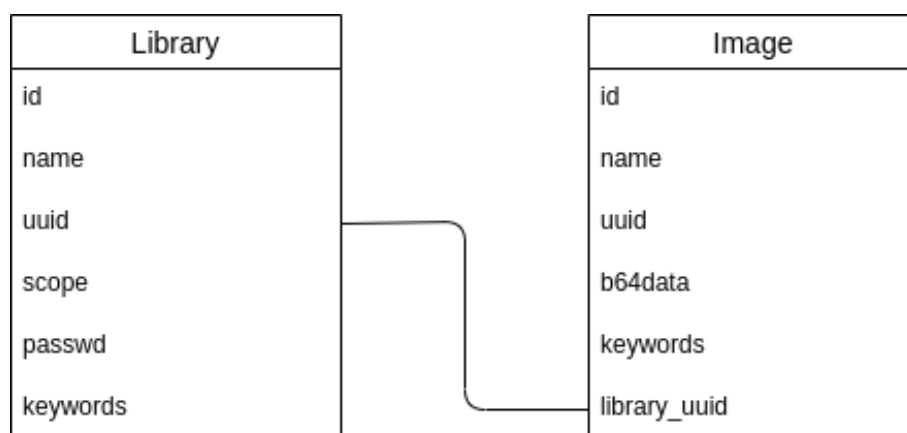 Library
id
name
uuid
scope
passwd
keywords
Image
id
name
uuid
b64data
keywords
library_uuid